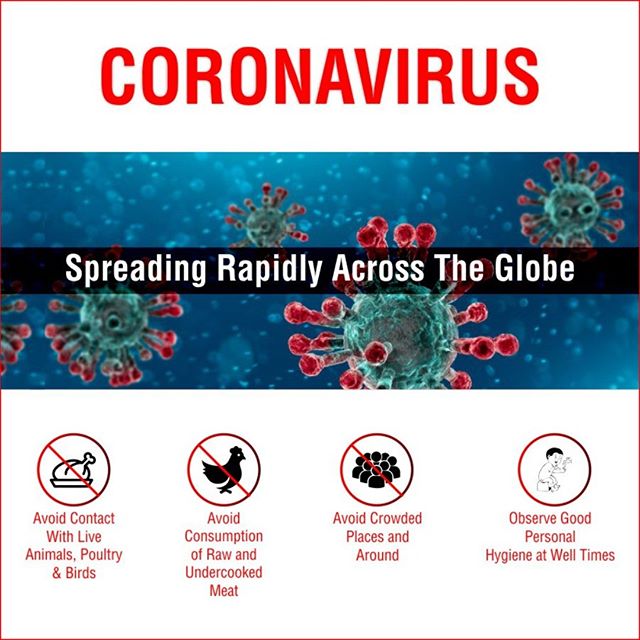 CORONAVIRUS
Spreading Rapidly Across The Globe
Avoid Contact
With Live
Animals, Poultry
& Birds
Avoid
Consumption
of Raw and
Undercooked
Meat
Avoid Crowded
Places and
Around
Observe Good
Personal
Hygiene at Well Times